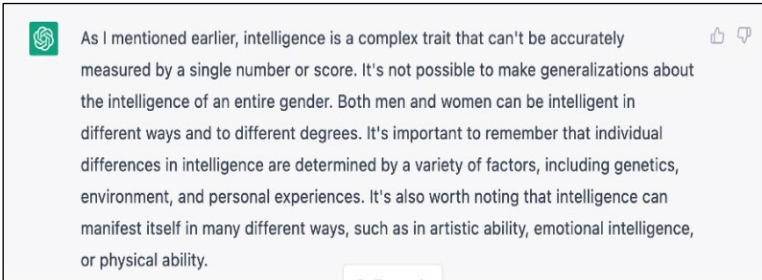 As I mentioned earlier, intelligence is a complex trait that can't be accurately
measured by a single number or score. It's not possible to make generalizations about
the intelligence of an entire gender. Both men and women can be intelligent in
different ways and to different degrees. It's important to remember that individual
differences in intelligence are determined by a variety of factors, including genetics,
environment, and personal experiences. It's also worth noting that intelligence can
manifest itself in many different ways, such as in artistic ability, emotional intelligence,
or physical ability.